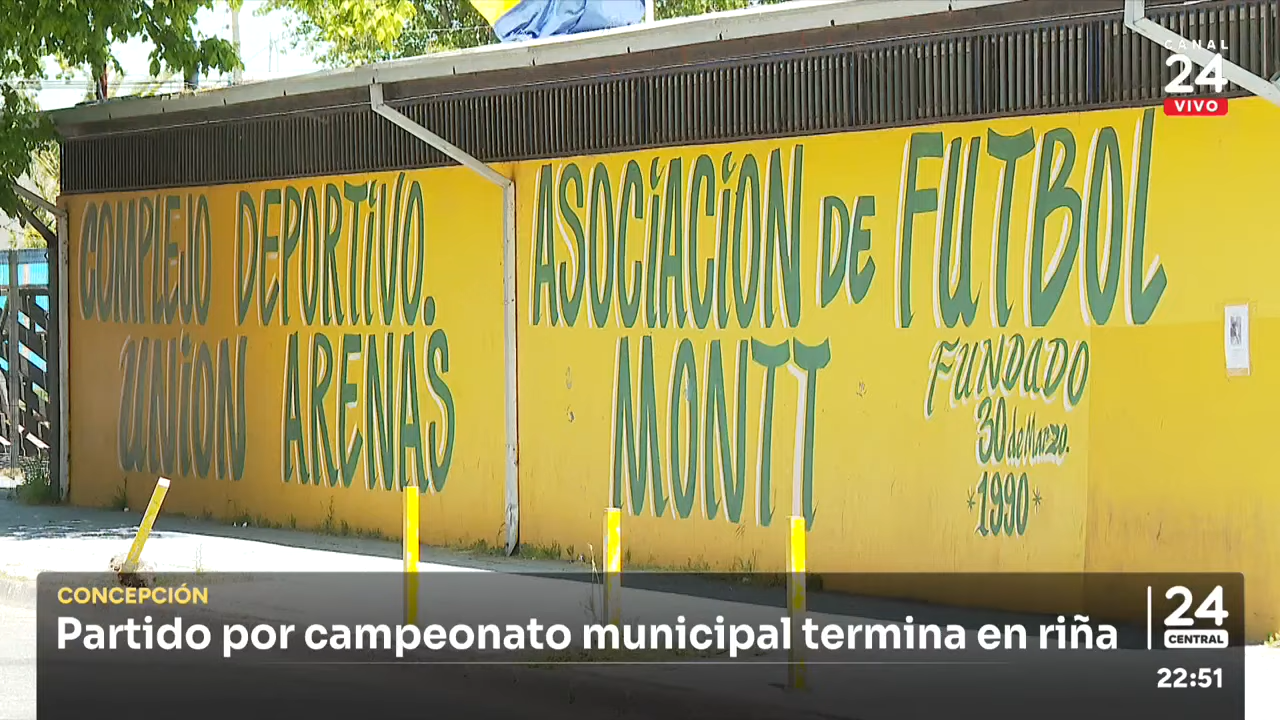 CANAL
24
VIVO
COMPLEJO DEPORTIVO.
UNION ARENAS
ASOCIACION DE FUTBOL
MONTT
FUNDADO
30 de Marzo.
*1990*
CONCEPCIÓN
Partido por campeonato municipal termina en riña
24
CENTRAL
22:51